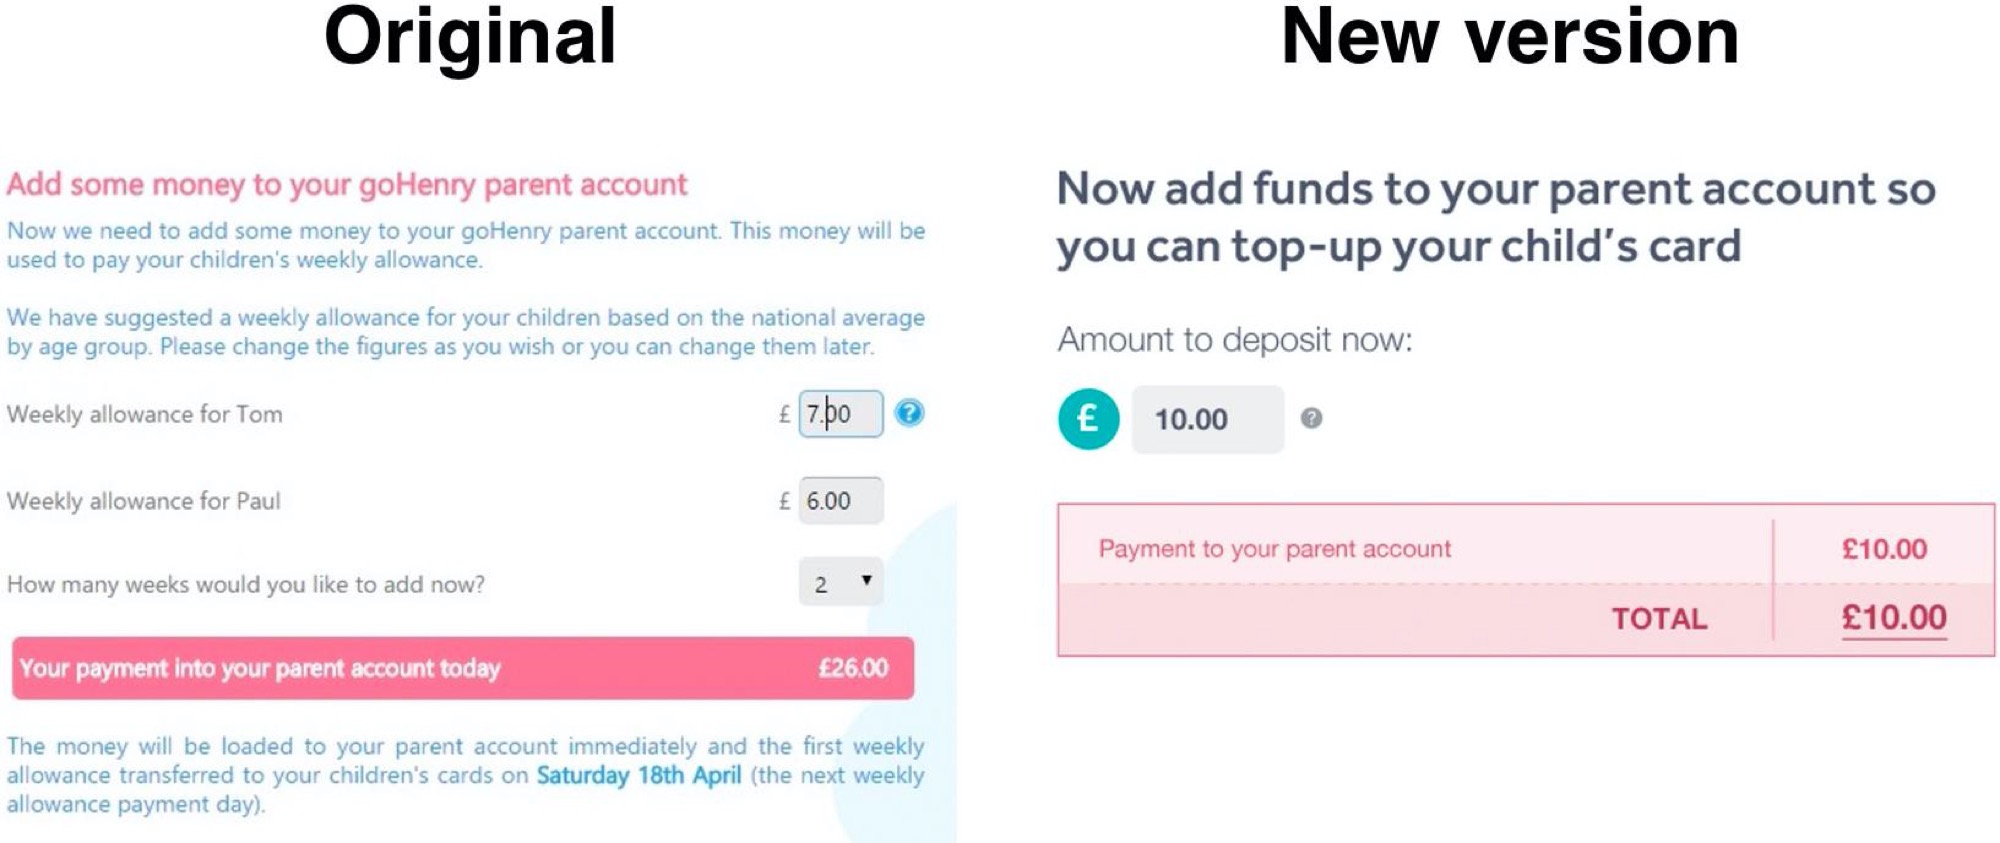 Original
Add some money to your goHenry parent account
Now we need to add some money to your goHenry parent account. This money will be
used to pay your children's weekly allowance.
We have suggested a weekly allowance for your children based on the national average
by age group. Please change the figures as you wish or you can change them later.
Weekly allowance for Tom £ 7.00 ?
Weekly allowance for Paul £ 6.00
How many weeks would you like to add now? 2 ▼
Your payment into your parent account today £26.00
The money will be loaded to your parent account immediately and the first weekly
allowance transferred to your children's cards on Saturday 18th April (the next weekly
allowance payment day).
New version
Now add funds to your parent account so
you can top-up your child’s card
Amount to deposit now:
£ 10.00 ?
Payment to your parent account £10.00
TOTAL £10.00